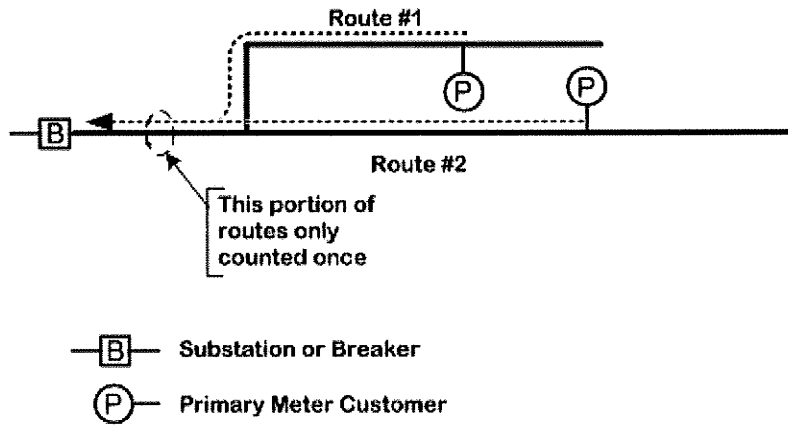 Route #1
P
P
B
Route #2
This portion of
routes only
counted once
B Substation or Breaker
P Primary Meter Customer